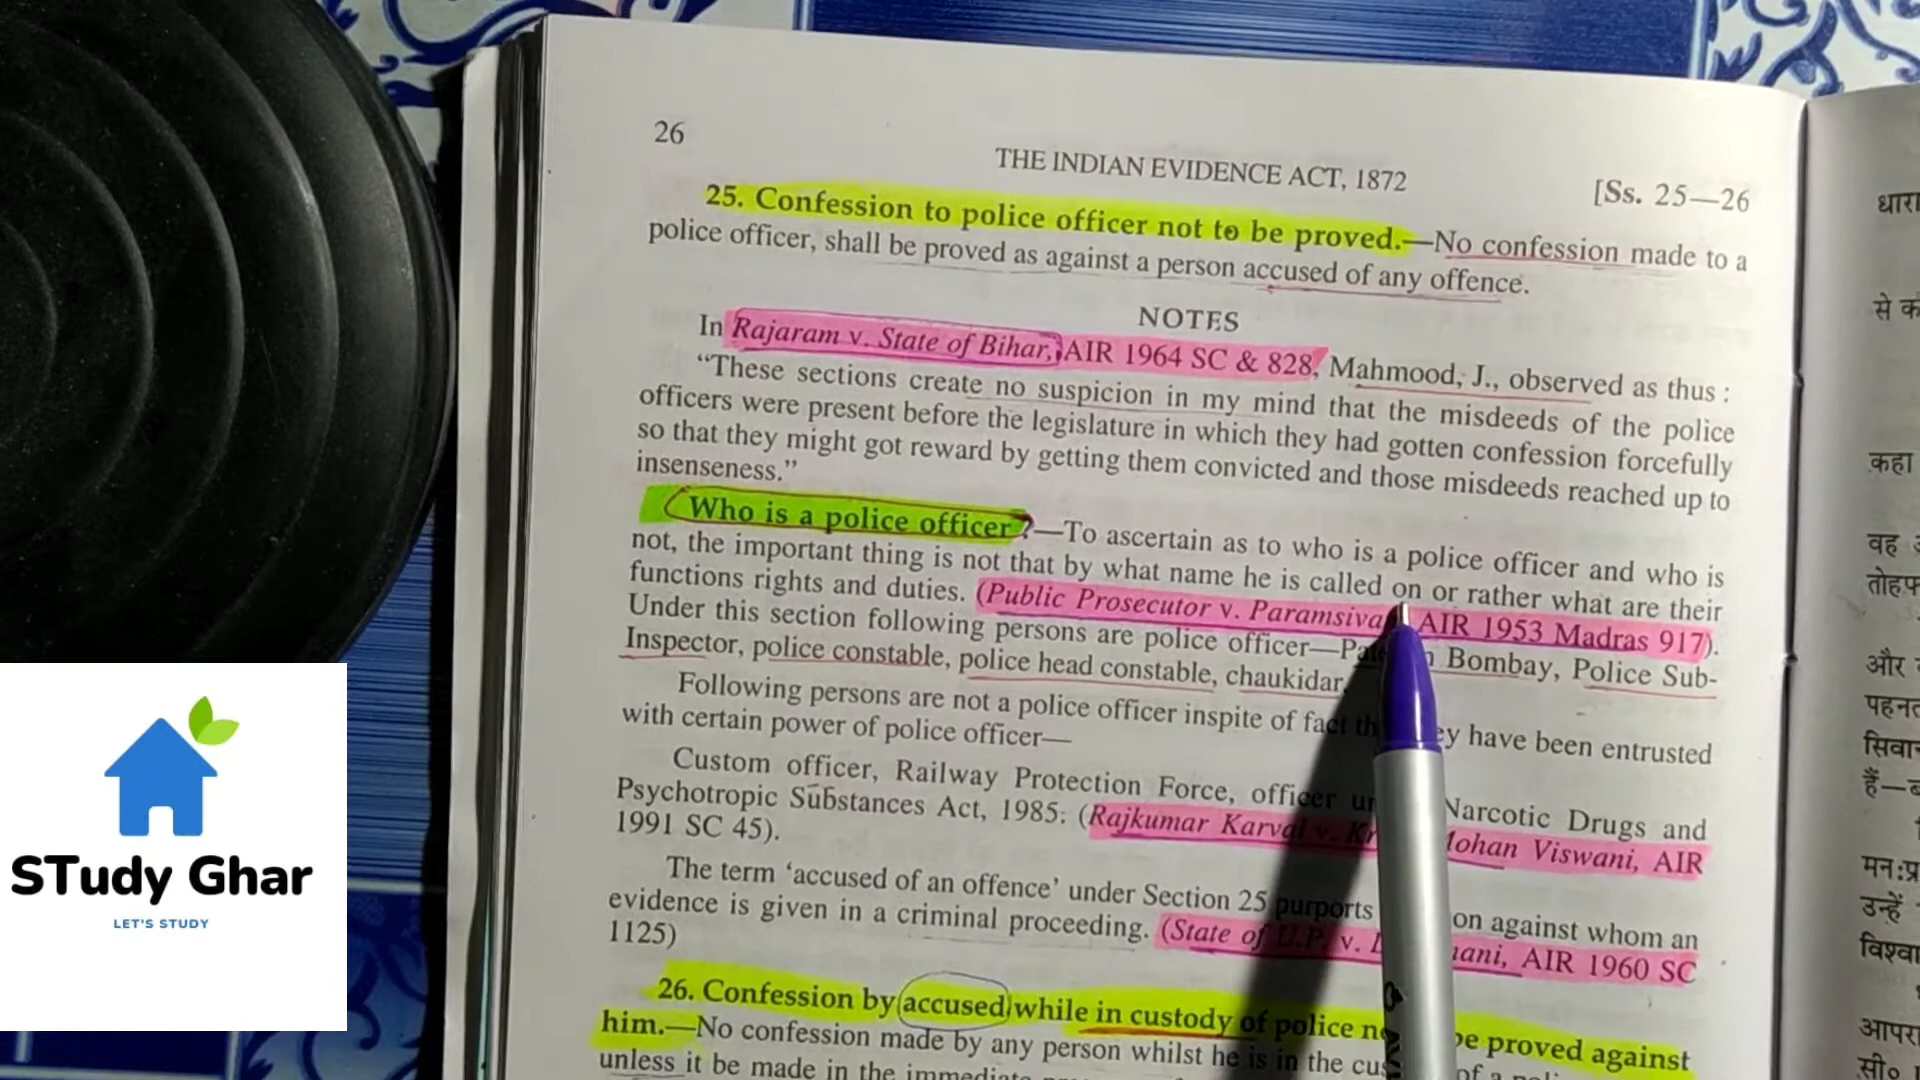 26
THE INDIAN EVIDENCE ACT, 1872
[Ss. 25—26
25. Confession to police officer not to be proved.—No confession made to a
police officer, shall be proved as against a person accused of any offence.
NOTES
In Rajaram v. State of Bihar, AIR 1964 SC & 828, Mahmood, J., observed as thus :
“These sections create no suspicion in my mind that the misdeeds of the police
officers were present before the legislature in which they had gotten confession forcefully
so that they might got reward by getting them convicted and those misdeeds reached up to
insenseness.”
Who is a police officer ?—To ascertain as to who is a police officer and who is
not, the important thing is not that by what name he is called on or rather what are their
functions rights and duties. (Public Prosecutor v. Paramsiva AIR 1953 Madras 917).
Under this section following persons are police officer— Bombay, Police Sub-
Inspector, police constable, police head constable, chaukidar,
Following persons are not a police officer inspite of fact have been entrusted
with certain power of police officer—
Custom officer, Railway Protection Force, officer Narcotic Drugs and
Psychotropic Substances Act, 1985: (Rajkumar Karval v. Mohan Viswani, AIR
1991 SC 45).
The term ‘accused of an offence’ under Section 25 purports on against whom an
evidence is given in a criminal proceeding. (State of U.P. v. AIR 1960 SC
1125)
26. Confession by accused while in custody of police be proved against
him.—No confession made by any person whilst he is in the of a
unless it be made in the immediate
धारा
से
कहा
वह
और
सिवा
हैं—
उन्हें
सी०
STudy Ghar
LET'S STUDY